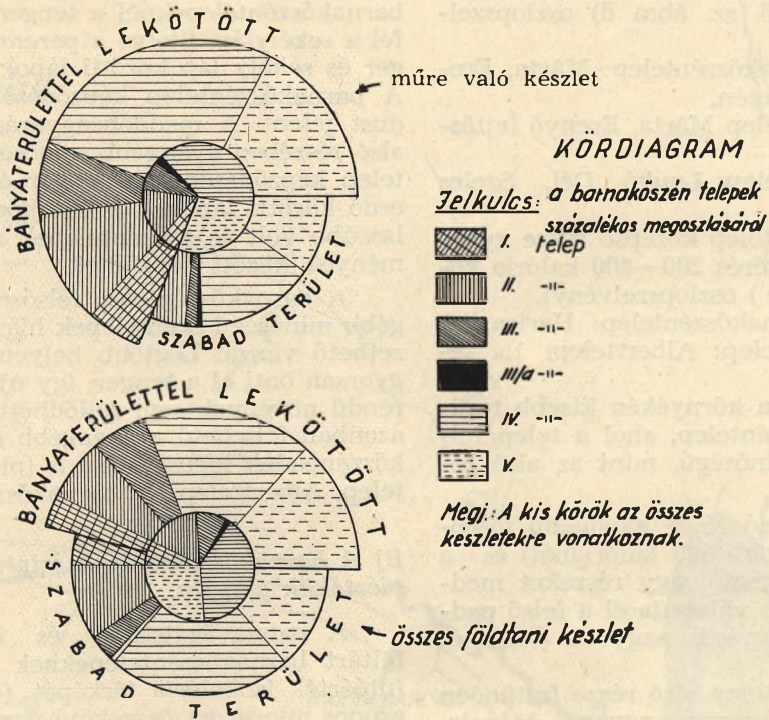 BÁNYATERÜLETTEL LEKÖTÖTT
SZABAD TERÜLET
műre való készlet
KÖRDIAGRAM
Jelkulcs: a barnakőszén telepek
százalékos megoszlásáról
I. telep
II. -"-
III. -"-
III/a -"-
IV. -"-
V.
Megj.: A kis körök az összes
készletekre vonatkoznak.
BÁNYATERÜLETTEL LEKÖTÖTT
SZABAD TERÜLET
összes földtani készlet